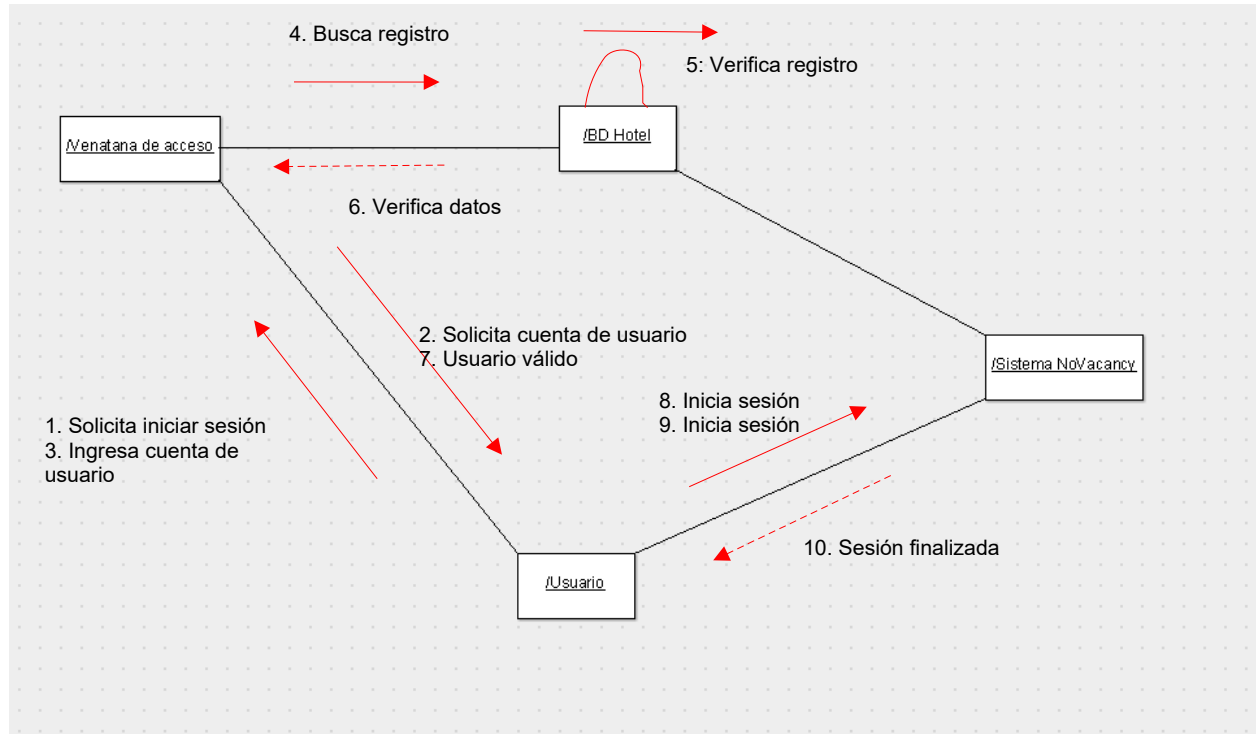 4. Busca registro
5: Verifica registro
/Venatana de acceso
/BD Hotel
6. Verifica datos
2. Solicita cuenta de usuario
7. Usuario válido
/Sistema NoVacancy
8. Inicia sesión
9. Inicia sesión
1. Solicita iniciar sesión
3. Ingresa cuenta de
usuario
10. Sesión finalizada
/Usuario